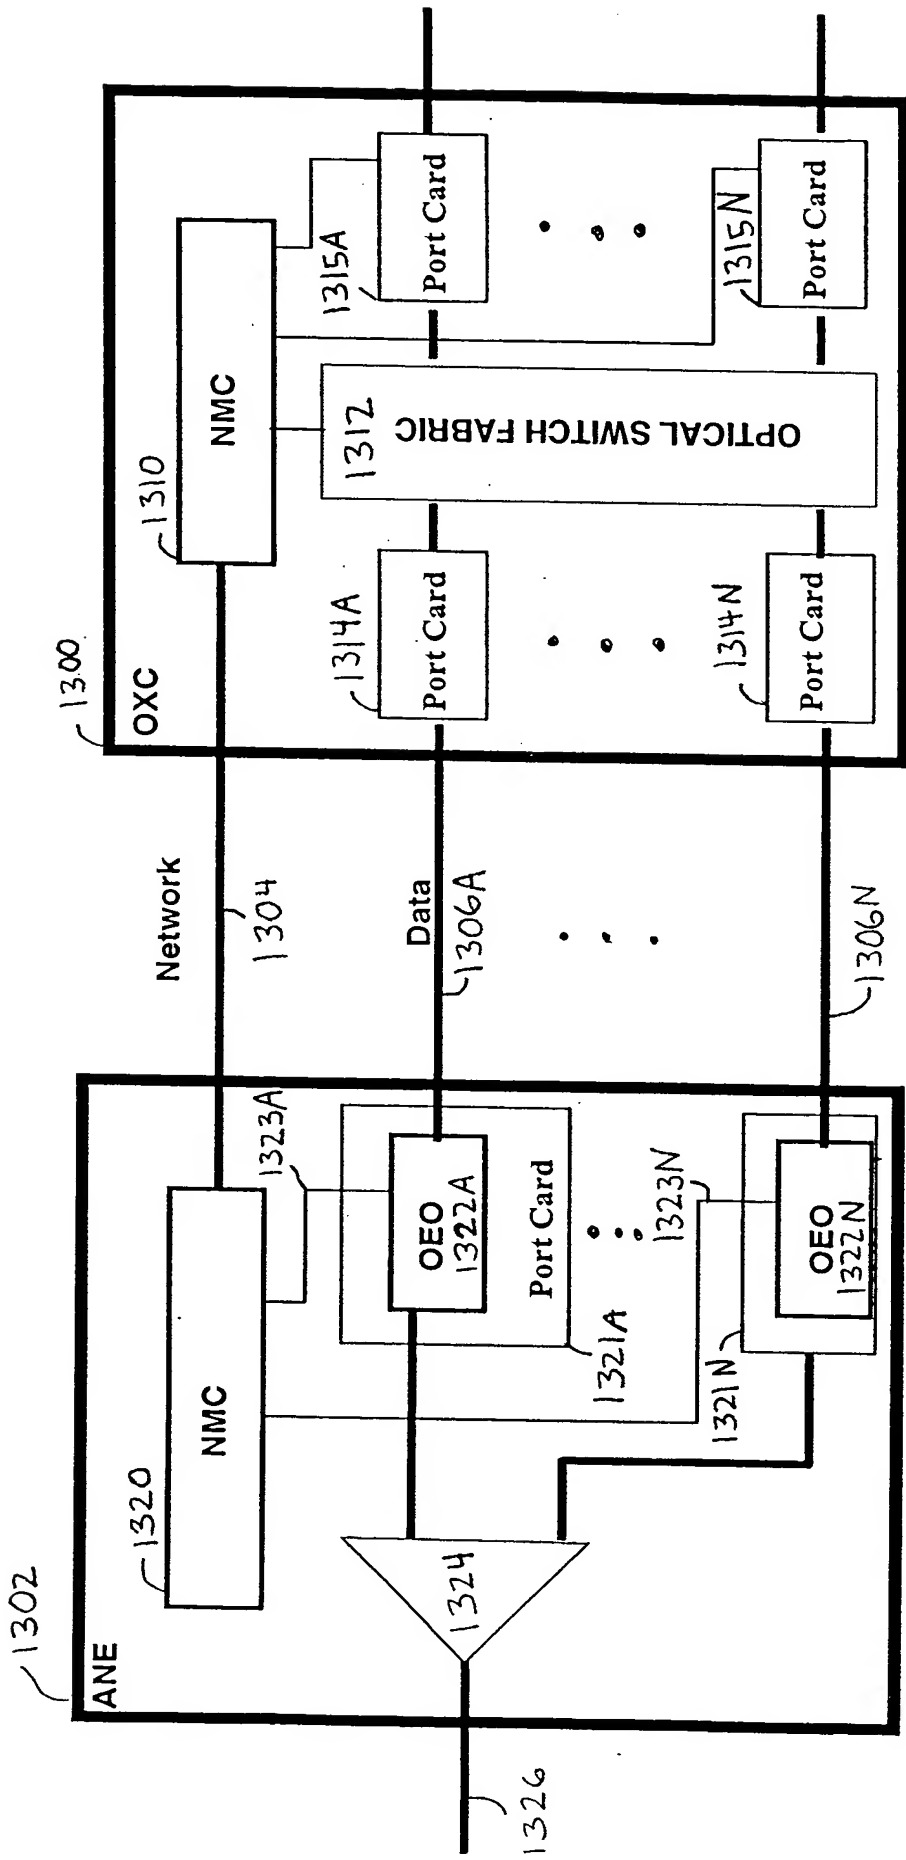 1302
ANE
1320
NMC
1323A
OEO
1322A
Port Card
1321A
1323N
OEO
1322N
1321N
1324
1326
Network
1304
Data
1306A
1306N
1300
OXC
1310
NMC
1314A
Port Card
1312
OPTICAL SWITCH FABRIC
1315A
Port Card
1314N
Port Card
1315N
Port Card